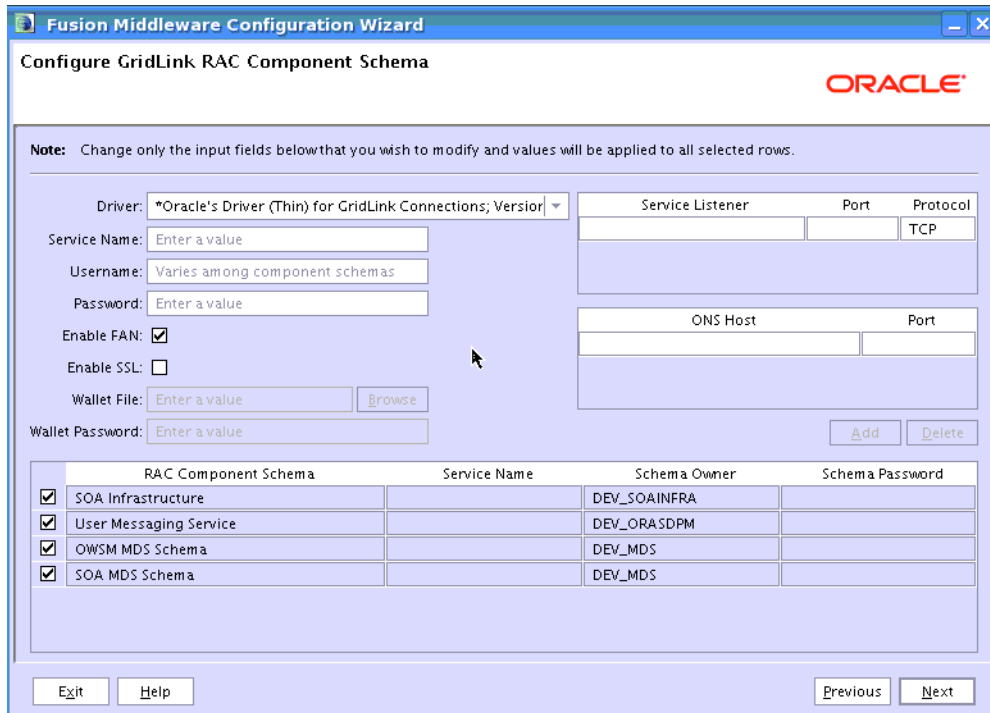 Fusion Middleware Configuration Wizard
Configure GridLink RAC Component Schema
ORACLE
Note: Change only the input fields below that you wish to modify and values will be applied to all selected rows.
Driver: *Oracle's Driver (Thin) for GridLink Connections; Version
Service Name: Enter a value
Username: Varies among component schemas
Password: Enter a value
Enable FAN:
Enable SSL:
Wallet File: Enter a value Browse
Wallet Password: Enter a value
Service Listener Port Protocol
TCP
ONS Host Port
Add Delete
RAC Component Schema Service Name Schema Owner Schema Password
SOA Infrastructure DEV_SOAINFRA
User Messaging Service DEV_ORASDPM
OWSM MDS Schema DEV_MDS
SOA MDS Schema DEV_MDS
Exit Help Previous Next